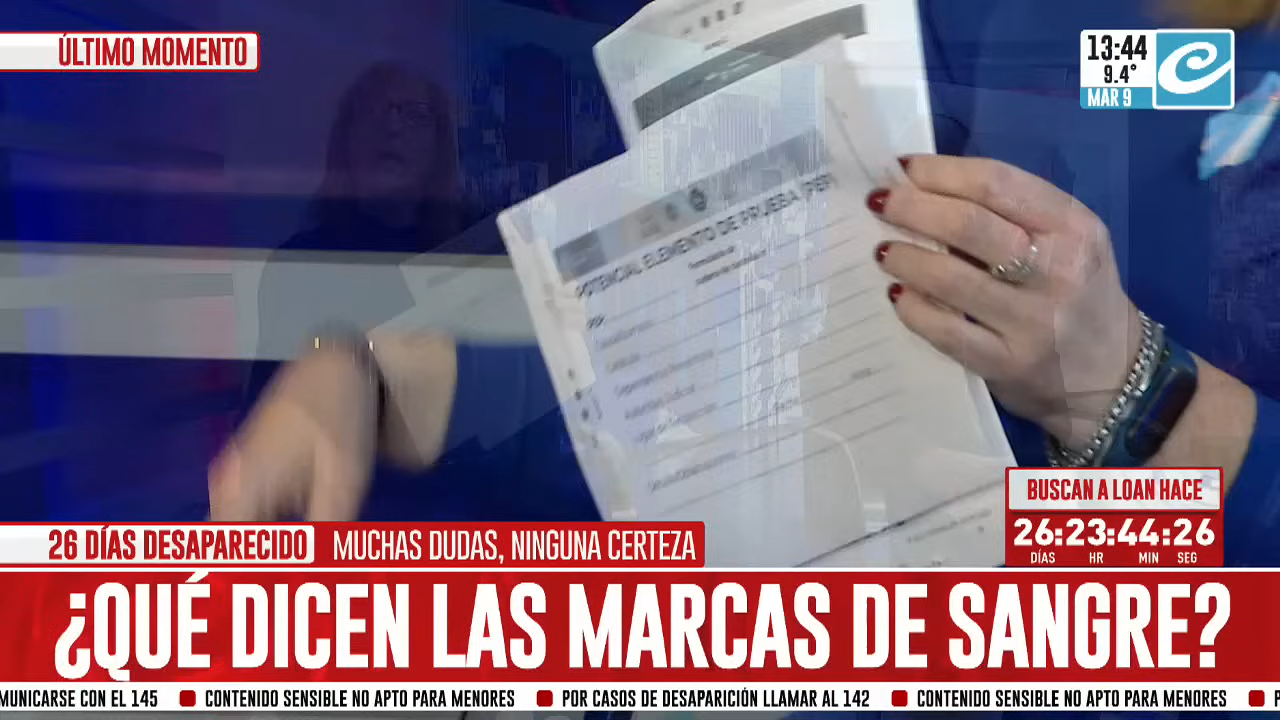 ÚLTIMO MOMENTO
13:44
9.4°
MAR 9
POTENCIAL ELEMENTO DE PRUEBA (PEP)
BUSCAN A LOAN HACE
26:23:44:26
DÍAS HR MIN SEG
26 DÍAS DESAPARECIDO MUCHAS DUDAS, NINGUNA CERTEZA
¿QUÉ DICEN LAS MARCAS DE SANGRE?
MUNICARSE CON EL 145 CONTENIDO SENSIBLE NO APTO PARA MENORES POR CASOS DE DESAPARICIÓN LLAMAR AL 142 CONTENIDO SENSIBLE NO APTO PARA MENORES P